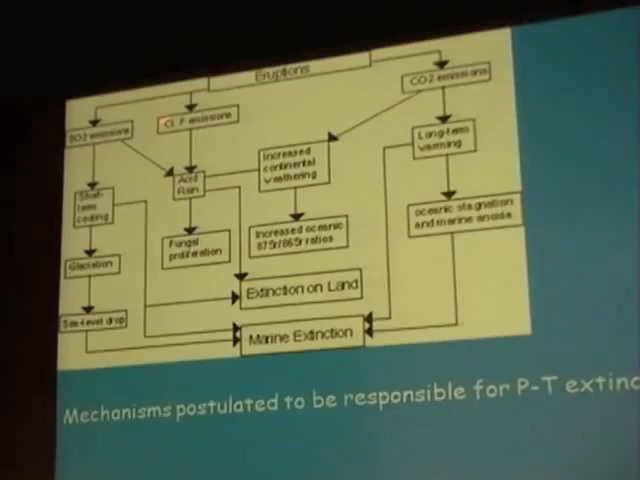 Eruptions
SO2 emissions
Cl, F emissions
CO2 emissions
Short-
term
cooling
Acid
Rain
Increased
continental
weathering
Long-term
warming
Fungal
proliferation
Increased oceanic
87Sr/86Sr ratios
oceanic stagnation
and marine anoxia
Glaciation
Extinction on Land
Sea-level drop
Marine Extinction
Mechanisms postulated to be responsible for P-T extinc